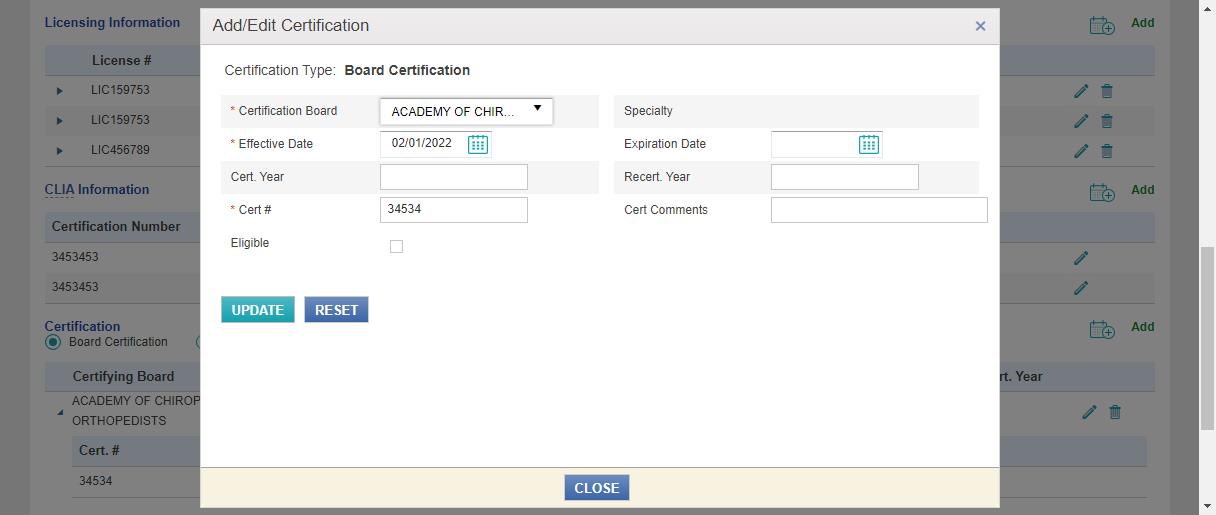 Licensing Information
Add
License #
LIC159753
LIC159753
LIC456789
CLIA Information
Add
Certification Number
3453453
3453453
Certification
Add
Board Certification
Certifying Board
rt. Year
ACADEMY OF CHIROP
ORTHOPEDISTS
Cert. #
34534
Add/Edit Certification
×
Certification Type: Board Certification
* Certification Board ACADEMY OF CHIR... Specialty
* Effective Date 02/01/2022 Expiration Date
Cert. Year Recert. Year
* Cert # 34534 Cert Comments
Eligible
UPDATE RESET
CLOSE